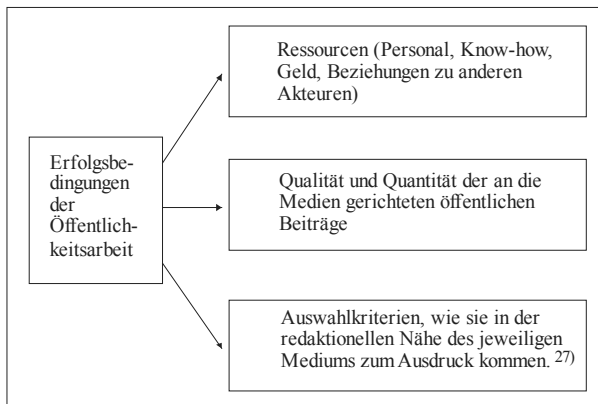 Erfolgsbe-
dingungen
der
Öffentlich-
keitsarbeit
Ressourcen (Personal, Know-how,
Geld, Beziehungen zu anderen
Akteuren)
Qualität und Quantität der an die
Medien gerichteten öffentlichen
Beiträge
Auswahlkriterien, wie sie in der
redaktionellen Nähe des jeweiligen
Mediums zum Ausdruck kommen. 27)